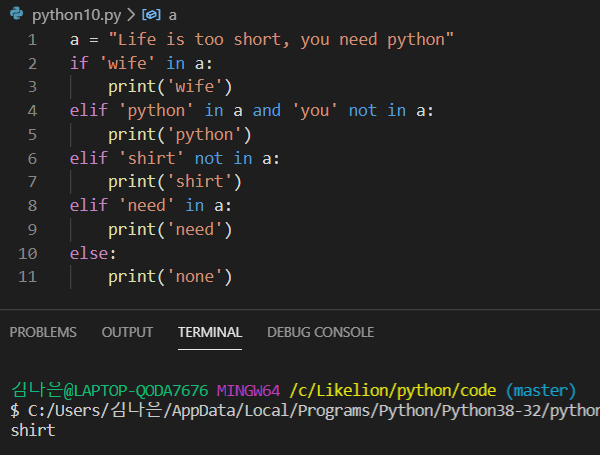 python10.py > a
1 a = "Life is too short, you need python"
2 if 'wife' in a:
3     print('wife')
4 elif 'python' in a and 'you' not in a:
5     print('python')
6 elif 'shirt' not in a:
7     print('shirt')
8 elif 'need' in a:
9     print('need')
10 else:
11     print('none')
PROBLEMS OUTPUT TERMINAL DEBUG CONSOLE
김나은@LAPTOP-QODA7676 MINGW64 /c/Likelion/python/code (master)
$ C:/Users/김나은/AppData/Local/Programs/Python/Python38-32/python
shirt